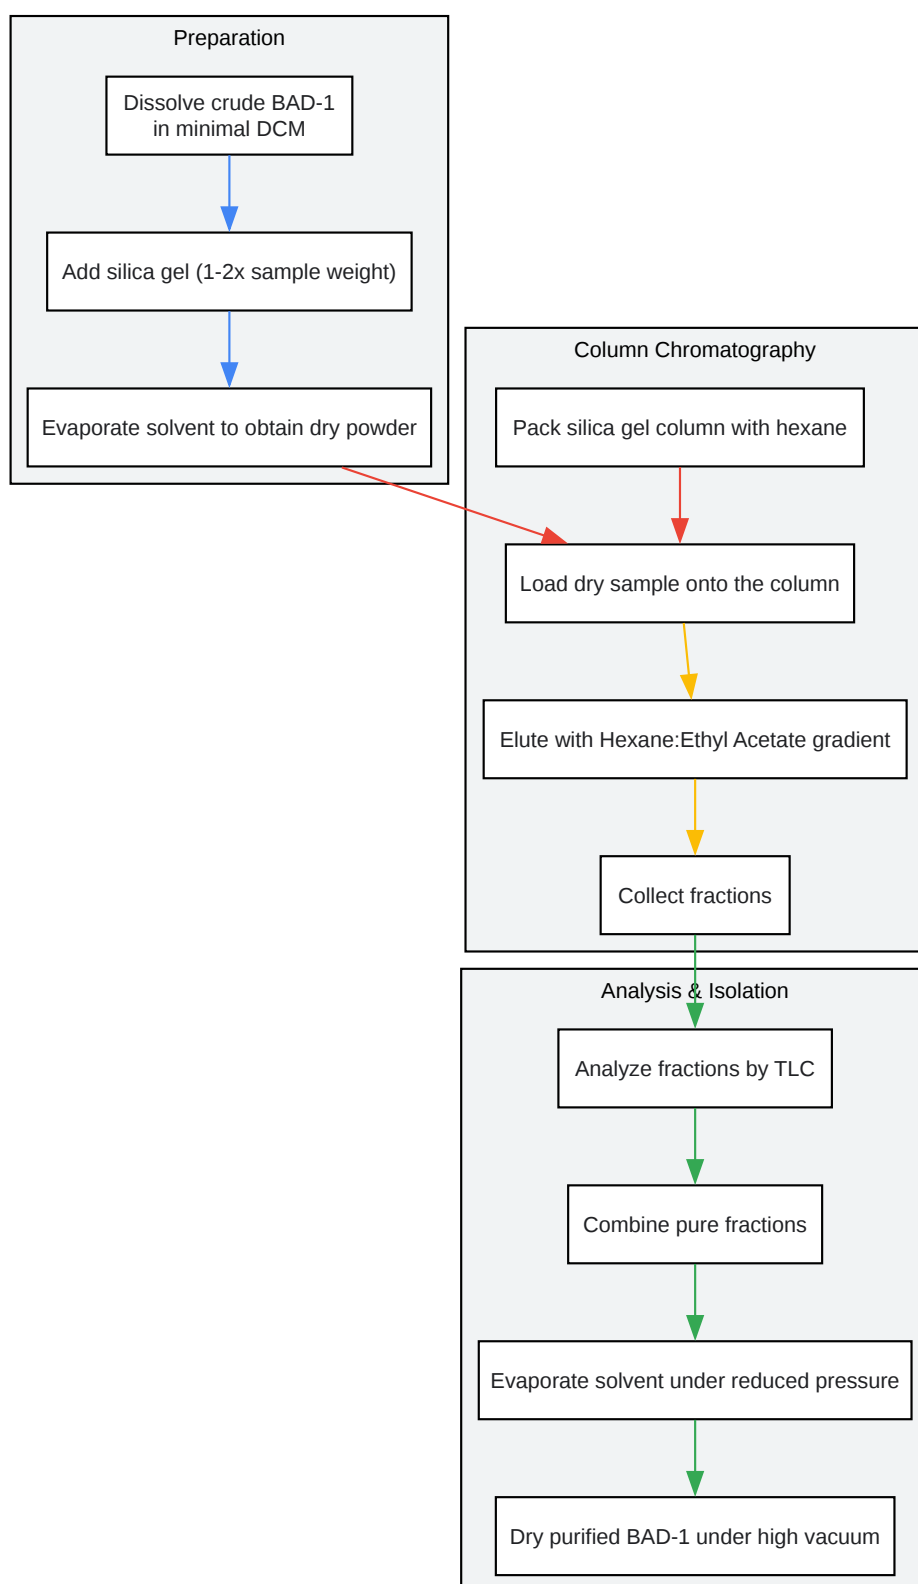 Preparation
Dissolve crude BAD-1
in minimal DCM
Add silica gel (1-2x sample weight)
Evaporate solvent to obtain dry powder
Column Chromatography
Pack silica gel column with hexane
Load dry sample onto the column
Elute with Hexane:Ethyl Acetate gradient
Collect fractions
Analysis & Isolation
Analyze fractions by TLC
Combine pure fractions
Evaporate solvent under reduced pressure
Dry purified BAD-1 under high vacuum